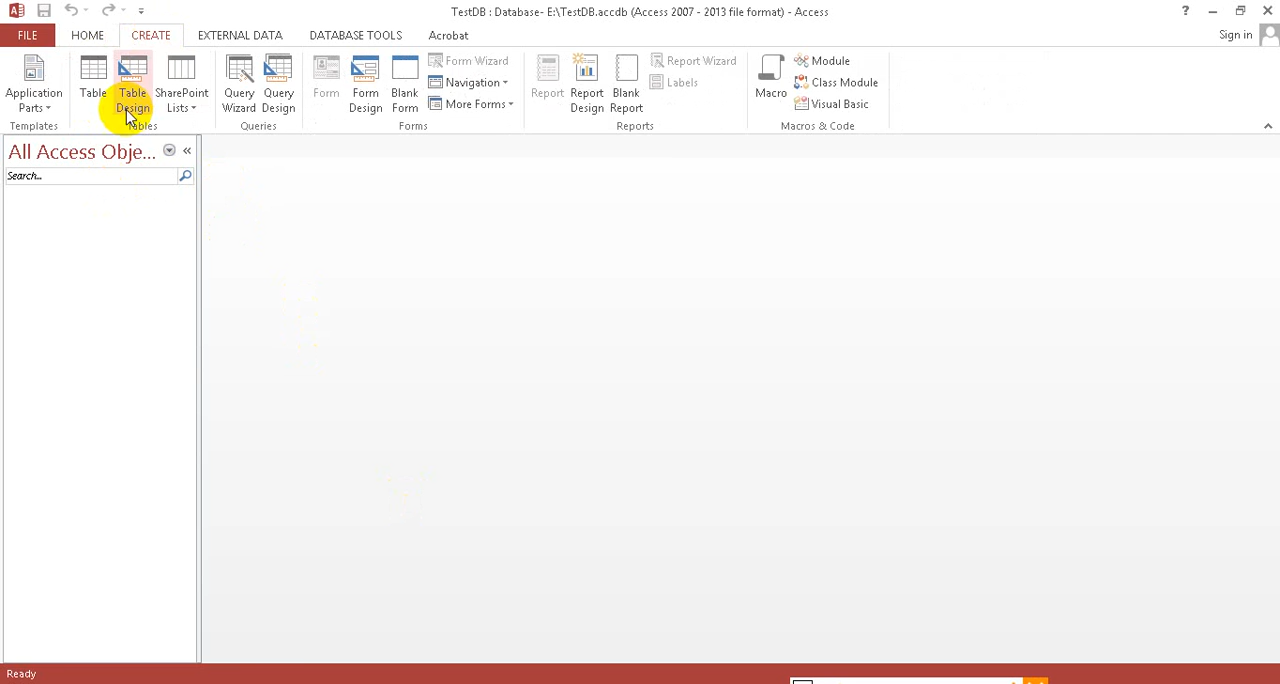 TestDB : Database- E:\TestDB.accdb (Access 2007 - 2013 file format) - Access
?
FILE
HOME
CREATE
EXTERNAL DATA
DATABASE TOOLS
Acrobat
Sign in
Application
Parts
Table
Table
Design
SharePoint
Lists
Query
Wizard
Query
Design
Form
Form
Design
Blank
Form
Form Wizard
Navigation
More Forms
Report
Report
Design
Blank
Report
Report Wizard
Labels
Macro
Module
Class Module
Visual Basic
Templates
Tables
Queries
Forms
Reports
Macros & Code
All Access Obje...
Search...
Ready